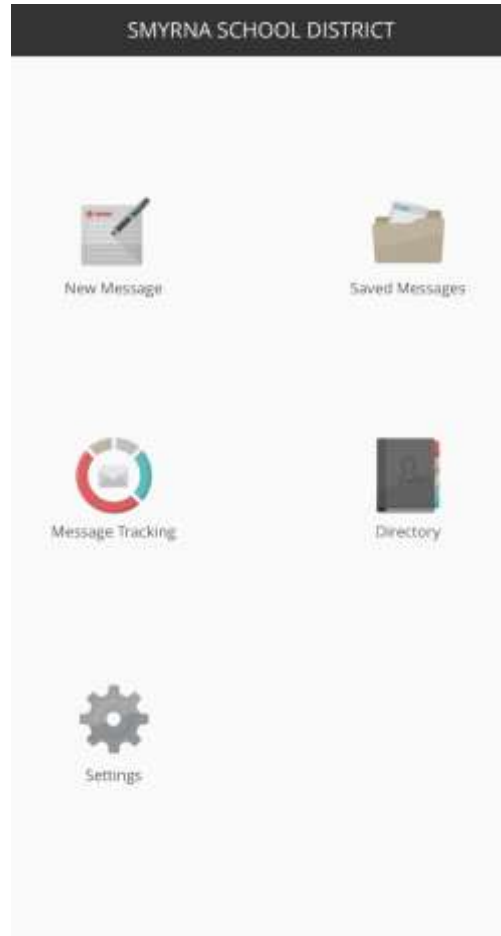 SMYRNA SCHOOL DISTRICT
New Message
Saved Messages
Message Tracking
Directory
Settings